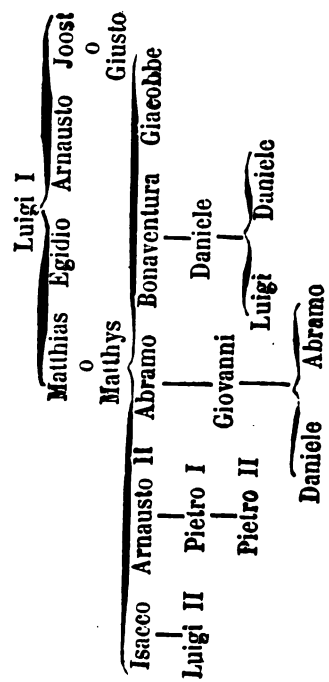 Luigi I
Matthias Egidio Arnausto Joost
o o
Matthys Giusto
Isacco Arnausto II Abramo Bonaventura Giacobbe
Luigi II Pietro I Giovanni Daniele
Pietro II Daniele Abramo Luigi Daniele